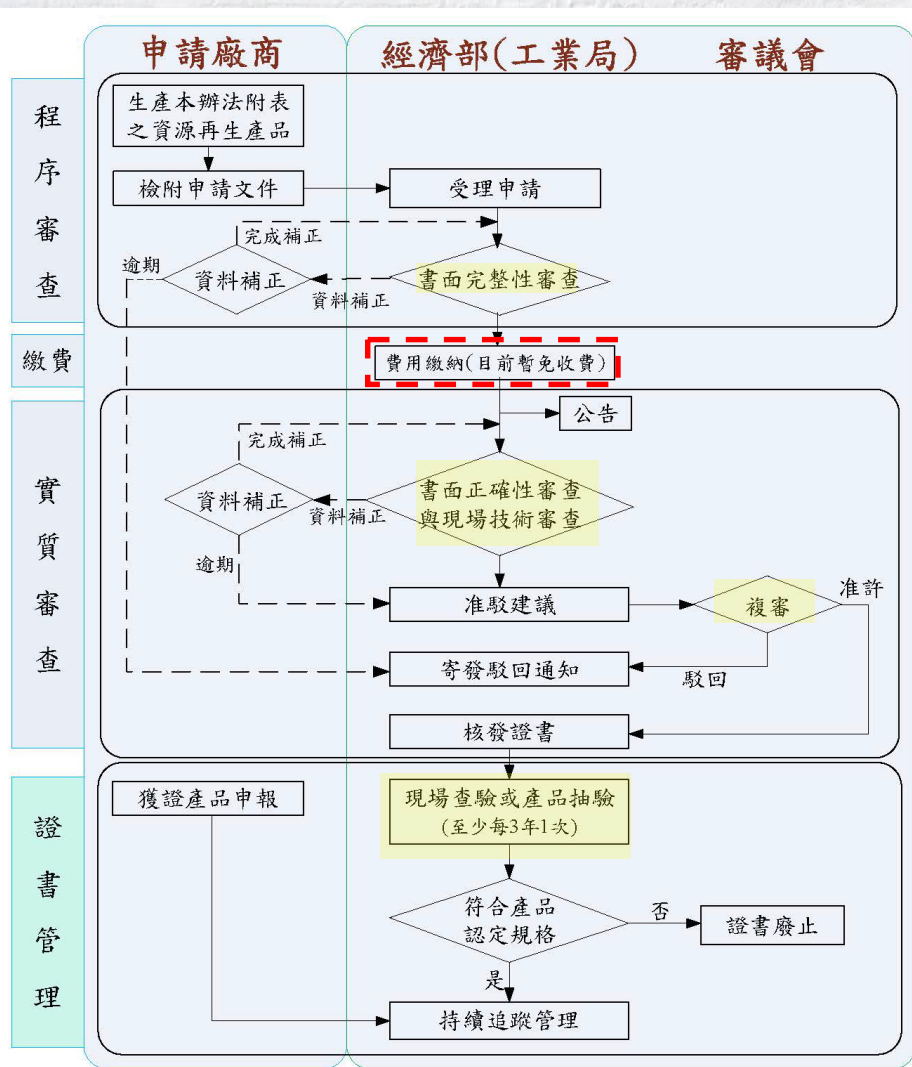 申請廠商
經濟部(工業局)
審議會
程序審查
生產本辦法附表
之資源再生產品
檢附申請文件
受理申請
完成補正
逾期
資料補正
資料補正
書面完整性審查
繳費
費用繳納(目前暫免收費)
實質審查
公告
完成補正
資料補正
資料補正
書面正確性審查
與現場技術審查
逾期
准駁建議
複審
准許
寄發駁回通知
駁回
核發證書
證書管理
獲證產品申報
現場查驗或產品抽驗
(至少每3年1次)
符合產品
認定規格
否
證書廢止
是
持續追蹤管理